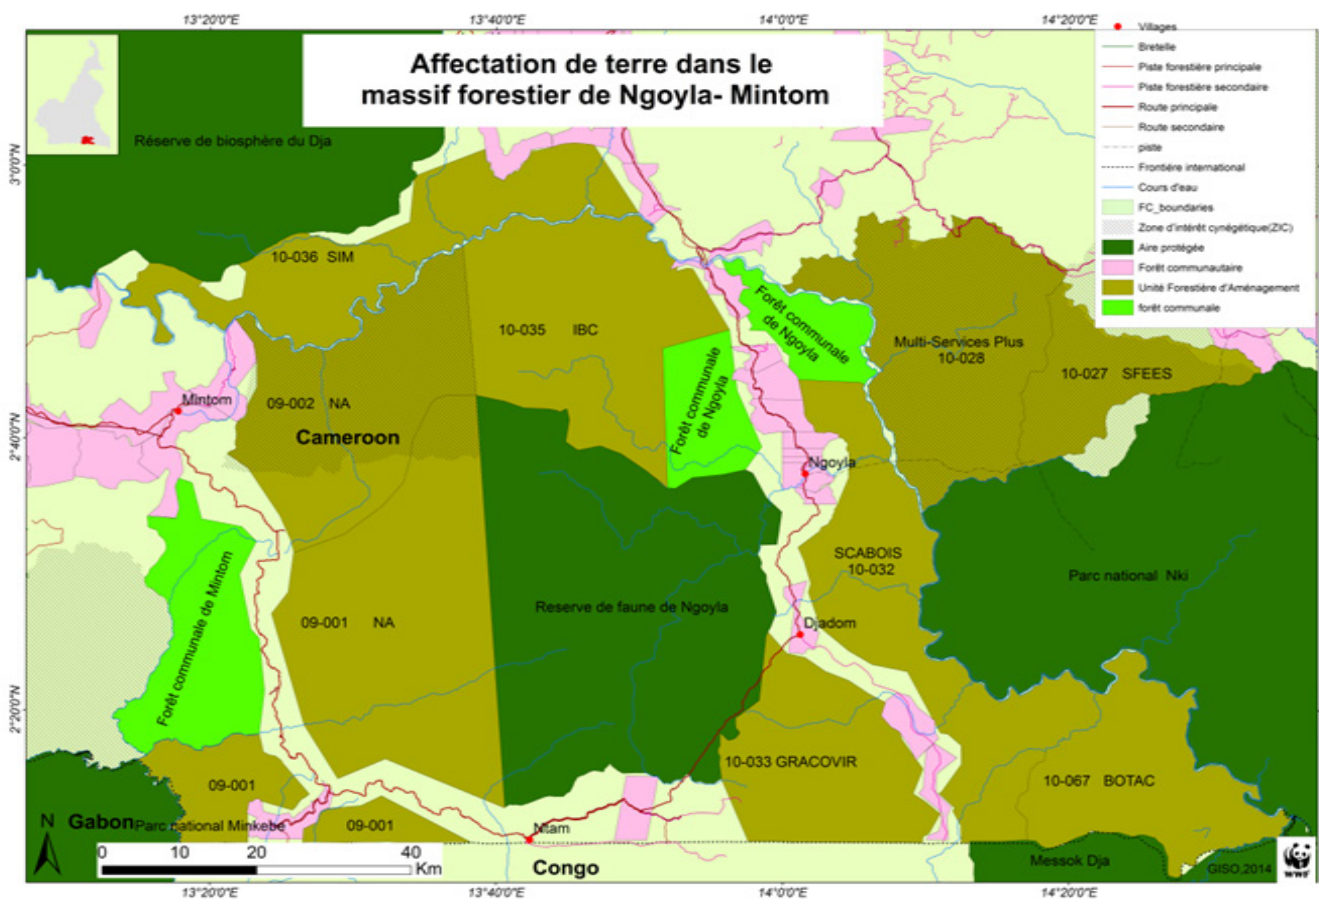 13°20'0"E 13°40'0"E 14°0'0"E 14°20'0"E
Affectation de terre dans le
massif forestier de Ngoyla- Mintom
Villages
Bretelle
Piste forestière principale
Piste forestière secondaire
Route principale
Route secondaire
piste
Frontière international
Cours d'eau
FC_boundaries
Zone d'intérêt cynégétique(ZIC)
Aire protégée
Forêt communautaire
Unité Forestière d'Aménagement
forêt communale
Réserve de biosphère du Dja
3°0'0"N
10-036 SIM
10-035 IBC
Forêt communale
de Ngoyla
Multi-Services Plus
10-028
10-027 SFEES
Mintom
09-002 NA
Cameroon
Forêt communale
de Ngoyla
2°40'0"N
Ngoyla
SCABOIS
10-032
Parc national Nki
Forêt communale de Mintom
09-001 NA
Reserve de faune de Ngoyla
Djadom
2°20'0"N
10-033 GRACOVIR
09-001
10-067 BOTAC
N
Gabon
Parc national Minkebe
09-001
Ntam
0 10 20 40
Km
Congo
Messok Dja
GISO,2014
WWF
13°20'0"E 13°40'0"E 14°0'0"E 14°20'0"E